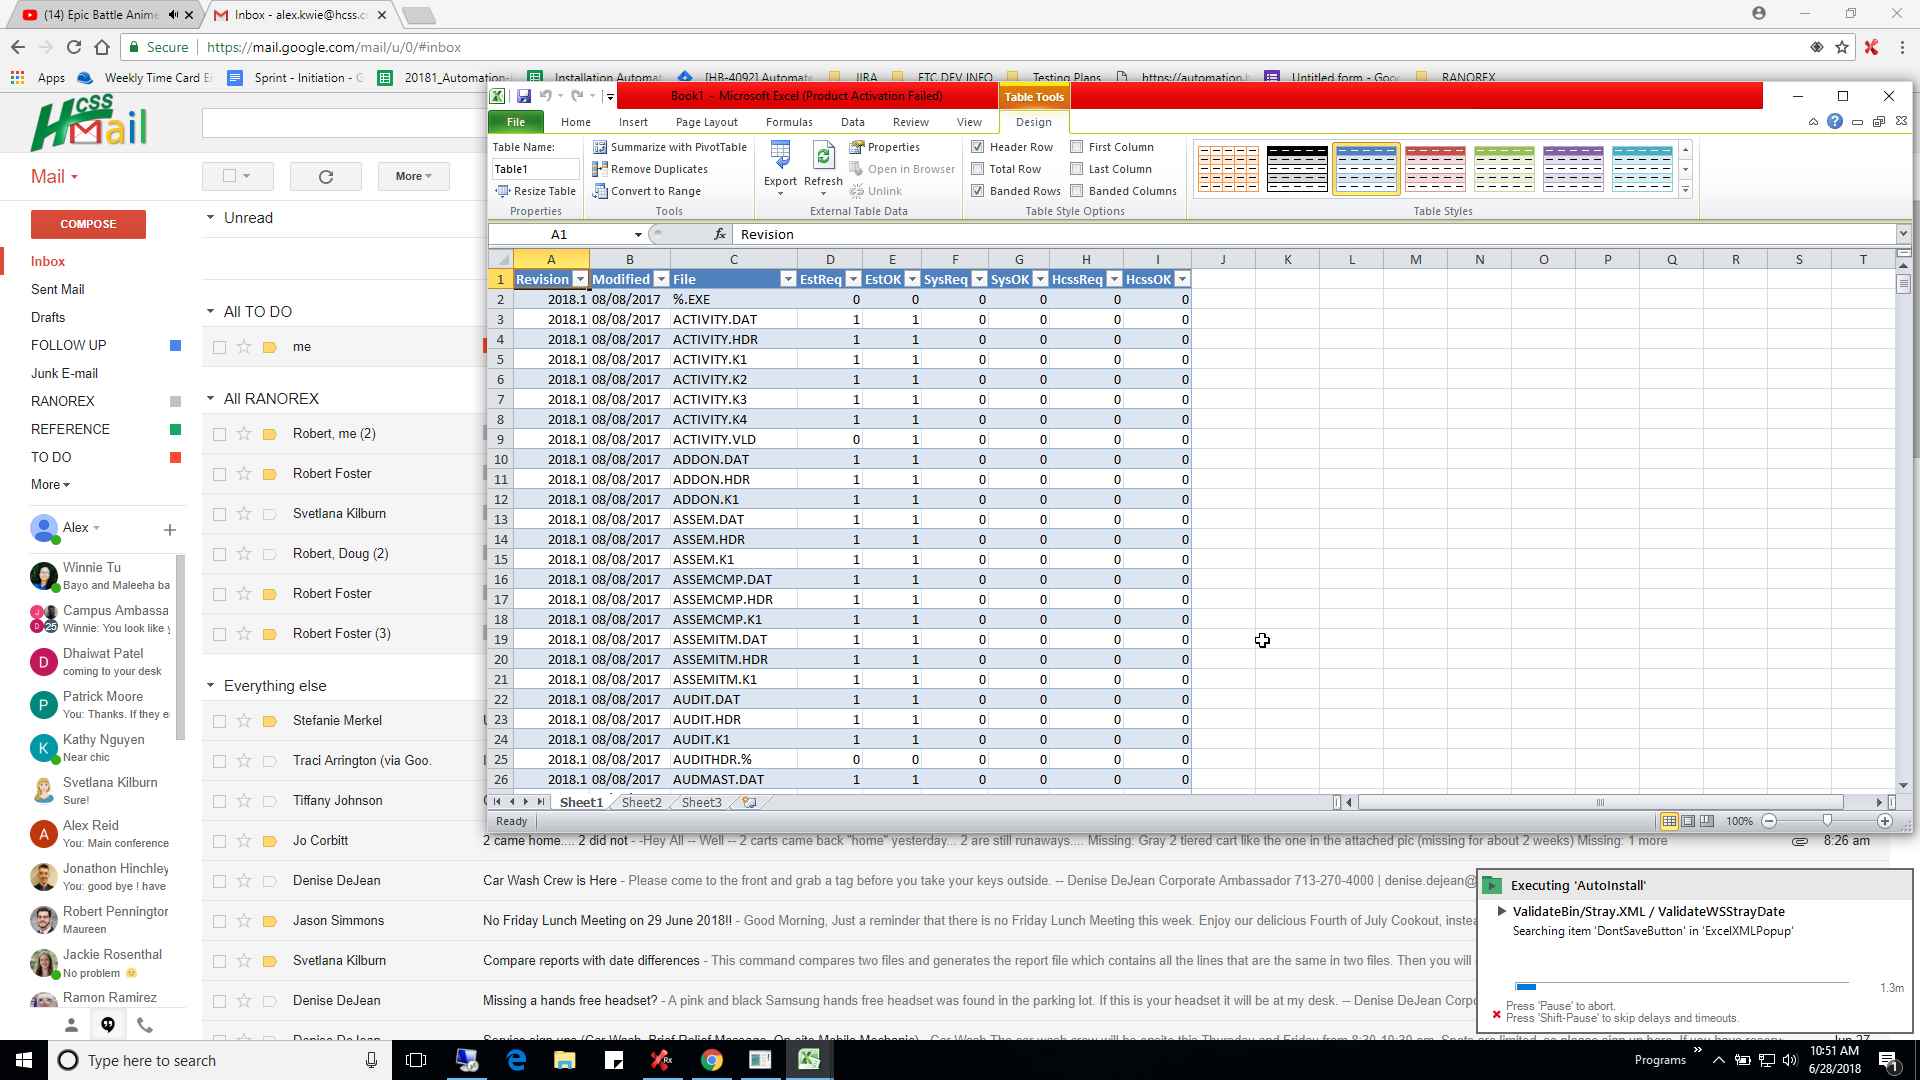 (14) Epic Battle Anime
Inbox - alex.kwie@hcss.c
Secure
https://mail.google.com/mail/u/0/#inbox
Apps
Weekly Time Card E
Sprint - Initiation - G
20181_Automation-
Installation Automat
[HB-4092] Automate
JIRA
FTC DEV INFO
Testing Plans
https://automation.
Untitled form - Goo
RANOREX
HCSS
Mail
Book1 - Microsoft Excel (Product Activation Failed)
Table Tools
File
Home
Insert
Page Layout
Formulas
Data
Review
View
Design
Table Name:
Table1
Resize Table
Properties
Summarize with PivotTable
Remove Duplicates
Convert to Range
Tools
Export
Refresh
Properties
Open in Browser
Unlink
External Table Data
Header Row
Total Row
Banded Rows
First Column
Last Column
Banded Columns
Table Style Options
Table Styles
A1
fx
Revision
A B C D E F G H I J K L M N O P Q R S T
1 Revision Modified File EstReq EstOK SysReq SysOK HcssReq HcssOK
2 2018.1 08/08/2017 %.EXE 0 0 0 0 0 0
3 2018.1 08/08/2017 ACTIVITY.DAT 1 1 0 0 0 0
4 2018.1 08/08/2017 ACTIVITY.HDR 1 1 0 0 0 0
5 2018.1 08/08/2017 ACTIVITY.K1 1 1 0 0 0 0
6 2018.1 08/08/2017 ACTIVITY.K2 1 1 0 0 0 0
7 2018.1 08/08/2017 ACTIVITY.K3 1 1 0 0 0 0
8 2018.1 08/08/2017 ACTIVITY.K4 1 1 0 0 0 0
9 2018.1 08/08/2017 ACTIVITY.VLD 0 1 0 0 0 0
10 2018.1 08/08/2017 ADDON.DAT 1 1 0 0 0 0
11 2018.1 08/08/2017 ADDON.HDR 1 1 0 0 0 0
12 2018.1 08/08/2017 ADDON.K1 1 1 0 0 0 0
13 2018.1 08/08/2017 ASSEM.DAT 1 1 0 0 0 0
14 2018.1 08/08/2017 ASSEM.HDR 1 1 0 0 0 0
15 2018.1 08/08/2017 ASSEM.K1 1 1 0 0 0 0
16 2018.1 08/08/2017 ASSEMCMP.DAT 1 1 0 0 0 0
17 2018.1 08/08/2017 ASSEMCMP.HDR 1 1 0 0 0 0
18 2018.1 08/08/2017 ASSEMCMP.K1 1 1 0 0 0 0
19 2018.1 08/08/2017 ASSEMITM.DAT 1 1 0 0 0 0
20 2018.1 08/08/2017 ASSEMITM.HDR 1 1 0 0 0 0
21 2018.1 08/08/2017 ASSEMITM.K1 1 1 0 0 0 0
22 2018.1 08/08/2017 AUDIT.DAT 1 1 0 0 0 0
23 2018.1 08/08/2017 AUDIT.HDR 1 1 0 0 0 0
24 2018.1 08/08/2017 AUDIT.K1 1 1 0 0 0 0
25 2018.1 08/08/2017 AUDITHDR.% 0 0 0 0 0 0
26 2018.1 08/08/2017 AUDMAST.DAT 1 1 0 0 0 0
Sheet1 Sheet2 Sheet3
Ready
100%
Mail
More
COMPOSE
Inbox
Sent Mail
Drafts
FOLLOW UP
Junk E-mail
RANOREX
REFERENCE
TO DO
More
Alex
Winnie Tu
Bayo and Maleeha ba
Campus Ambassa
Winnie: You look like y
Dhaiwat Patel
coming to your desk
Patrick Moore
You: Thanks. If they e
Kathy Nguyen
Near chic
Svetlana Kilburn
Sure!
Alex Reid
You: Main conference
Jonathon Hinchley
You: good bye ! have
Robert Pennington
Maureen
Jackie Rosenthal
No problem
Ramon Ramirez
Unread
All TO DO
me
All RANOREX
Robert, me (2)
Robert Foster
Svetlana Kilburn
Robert, Doug (2)
Robert Foster
Robert Foster (3)
Everything else
Stefanie Merkel
Traci Arrington (via Goo.
Tiffany Johnson
Jo Corbitt 2 came home.... 2 did not - -Hey All -- Well -- 2 carts came back "home" yesterday... 2 are still runaways.... Missing: Gray 2 tiered cart like the one in the attached pic (missing for about 2 weeks) Missing: 1 more 8:26 am
Denise DeJean Car Wash Crew is Here - Please come to the front and grab a tag before you take your keys outside. -- Denise DeJean Corporate Ambassador 713-270-4000 | denise.dejean@
Jason Simmons No Friday Lunch Meeting on 29 June 2018!! - Good Morning, Just a reminder that there is no Friday Lunch Meeting this week. Enjoy our delicious Fourth of July Cookout, instea
Svetlana Kilburn Compare reports with date differences - This command compares two files and generates the report file which contains all the lines that are the same in two files. Then you will
Denise DeJean Missing a hands free headset? - A pink and black Samsung hands free headset was found in the parking lot. If this is your headset it will be at my desk. -- Denise DeJean Corpo
Denise DeJean
Executing 'AutoInstall'
ValidateBin/Stray.XML / ValidateWSStrayDate
Searching item 'DontSaveButton' in 'ExcelXMLPopup'
1.3m
Press 'Pause' to abort.
Press 'Shift-Pause' to skip delays and timeouts.
Type here to search
Programs
10:51 AM
6/28/2018
1